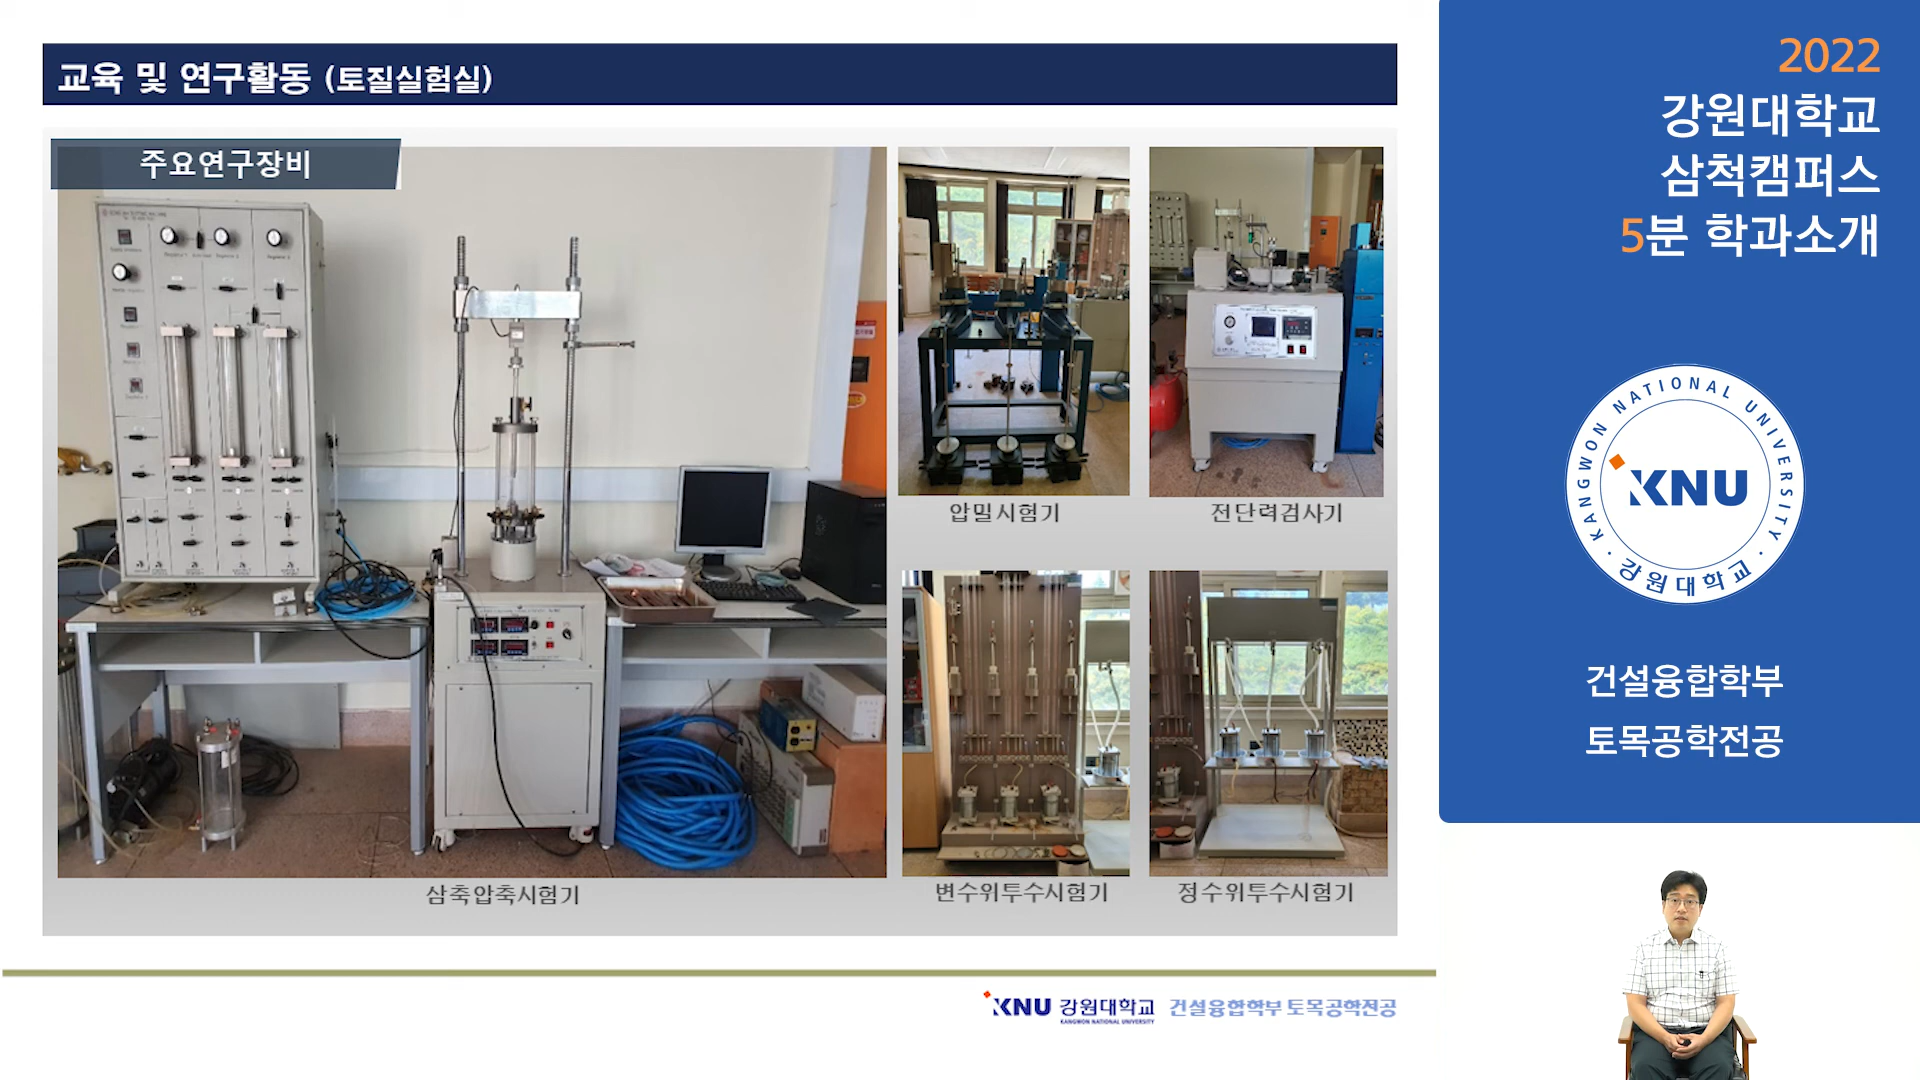 교육 및 연구활동 (토질실험실)
주요연구장비
압밀시험기
전단력검사기
삼축압축시험기
변수위투수시험기
정수위투수시험기
KNU 강원대학교
KANGWON NATIONAL UNIVERSITY
건설융합학부 토목공학전공
2022
강원대학교
삼척캠퍼스
5분 학과소개
KANGWON NATIONAL UNIVERSITY
KNU
강원대학교
건설융합학부
토목공학전공